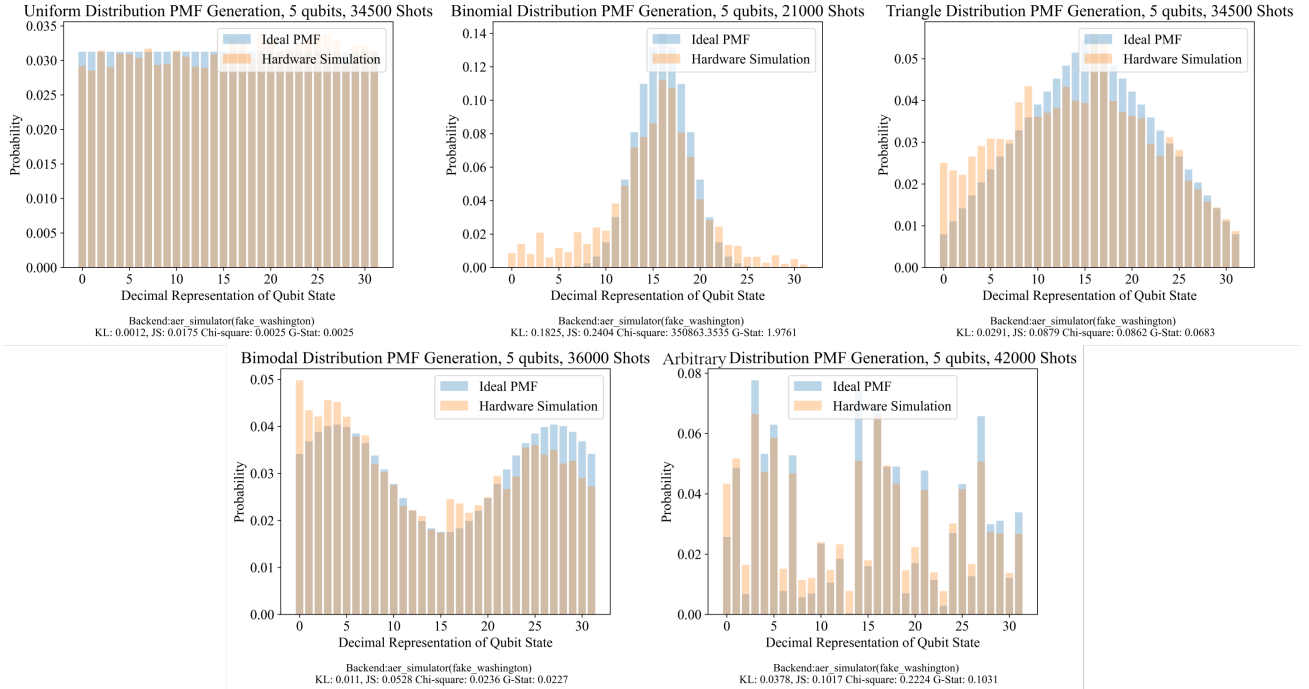 Uniform Distribution PMF Generation, 5 qubits, 34500 Shots
Ideal PMF
Hardware Simulation
Probability
0.035
0.030
0.025
0.020
0.015
0.010
0.005
0.000
0 5 10 15 20 25 30
Decimal Representation of Qubit State
Backend:aer_simulator(fake_washington)
KL: 0.0012, JS: 0.0175 Chi-square: 0.0025 G-Stat: 0.0025
Binomial Distribution PMF Generation, 5 qubits, 21000 Shots
Ideal PMF
Hardware Simulation
Probability
0.14
0.12
0.10
0.08
0.06
0.04
0.02
0.00
0 5 10 15 20 25 30
Decimal Representation of Qubit State
Backend:aer_simulator(fake_washington)
KL: 0.1825, JS: 0.2404 Chi-square: 350863.3535 G-Stat: 1.9761
Triangle Distribution PMF Generation, 5 qubits, 34500 Shots
Ideal PMF
Hardware Simulation
Probability
0.05
0.04
0.03
0.02
0.01
0.00
0 5 10 15 20 25 30
Decimal Representation of Qubit State
Backend:aer_simulator(fake_washington)
KL: 0.0291, JS: 0.0879 Chi-square: 0.0862 G-Stat: 0.0683
Bimodal Distribution PMF Generation, 5 qubits, 36000 Shots
Ideal PMF
Hardware Simulation
Probability
0.05
0.04
0.03
0.02
0.01
0.00
0 5 10 15 20 25 30
Decimal Representation of Qubit State
Backend:aer_simulator(fake_washington)
KL: 0.011, JS: 0.0528 Chi-square: 0.0236 G-Stat: 0.0227
Arbitrary Distribution PMF Generation, 5 qubits, 42000 Shots
Ideal PMF
Hardware Simulation
Probability
0.08
0.06
0.04
0.02
0.00
0 5 10 15 20 25 30
Decimal Representation of Qubit State
Backend:aer_simulator(fake_washington)
KL: 0.0378, JS: 0.1017 Chi-square: 0.2224 G-Stat: 0.1031